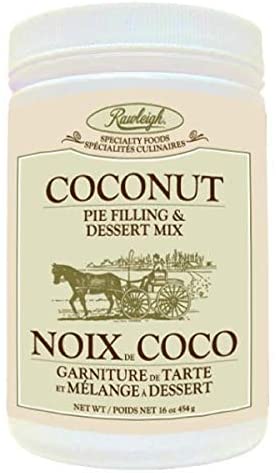 Rawleigh
SPECIALTY FOODS
SPÉCIALITÉS CULINAIRES
COCONUT
PIE FILLING &
DESSERT MIX
NOIX DE COCO
GARNITURE DE TARTE
ET MÉLANGE À DESSERT
NET WT / POIDS NET 16 oz 454 g